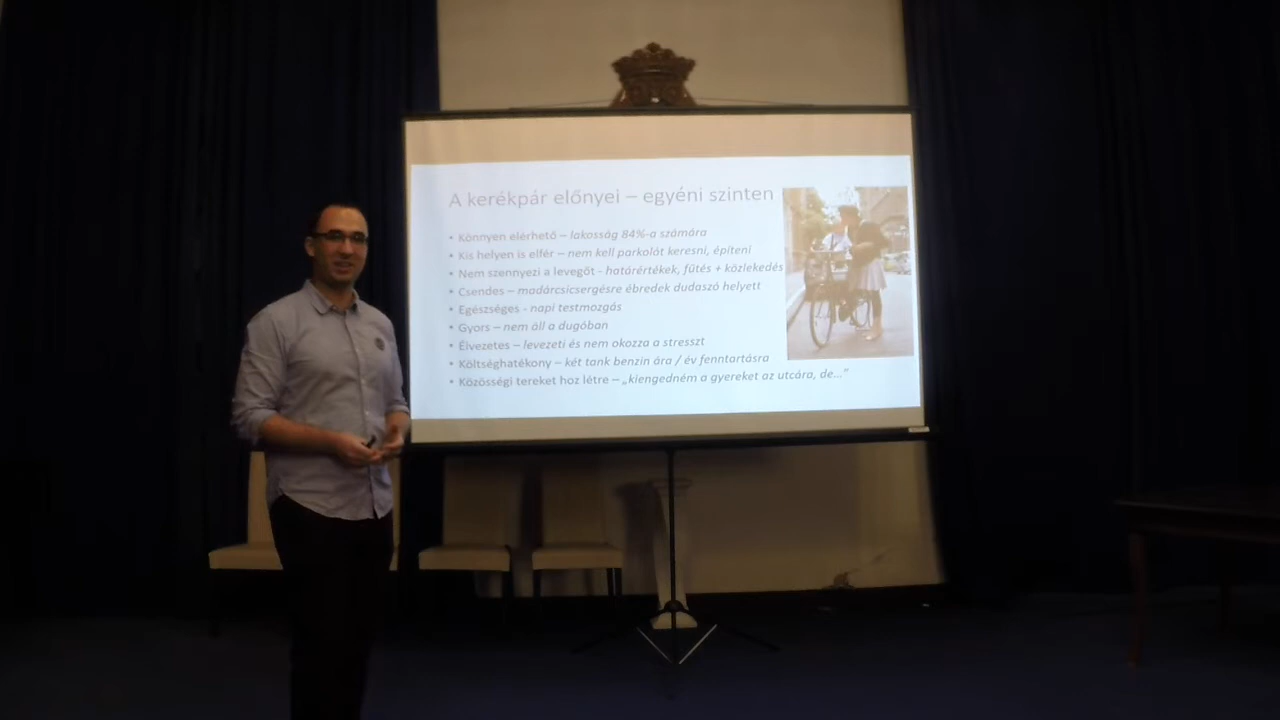 A kerékpár előnyei – egyéni szinten
• Könnyen elérhető – lakosság 84%-a számára
• Kis helyen is elfér – nem kell parkolót keresni, építeni
• Nem szennyezi a levegőt - határértékek, fűtés + közlekedés
• Csendes – madárcsicsergésre ébredek dudaszó helyett
• Egészséges - napi testmozgás
• Gyors – nem áll a dugóban
• Élvezetes – levezeti és nem okozza a stresszt
• Költséghatékony – két tank benzin ára / év fenntartásra
• Közösségi tereket hoz létre – „kiengedném a gyereket az utcára, de...”